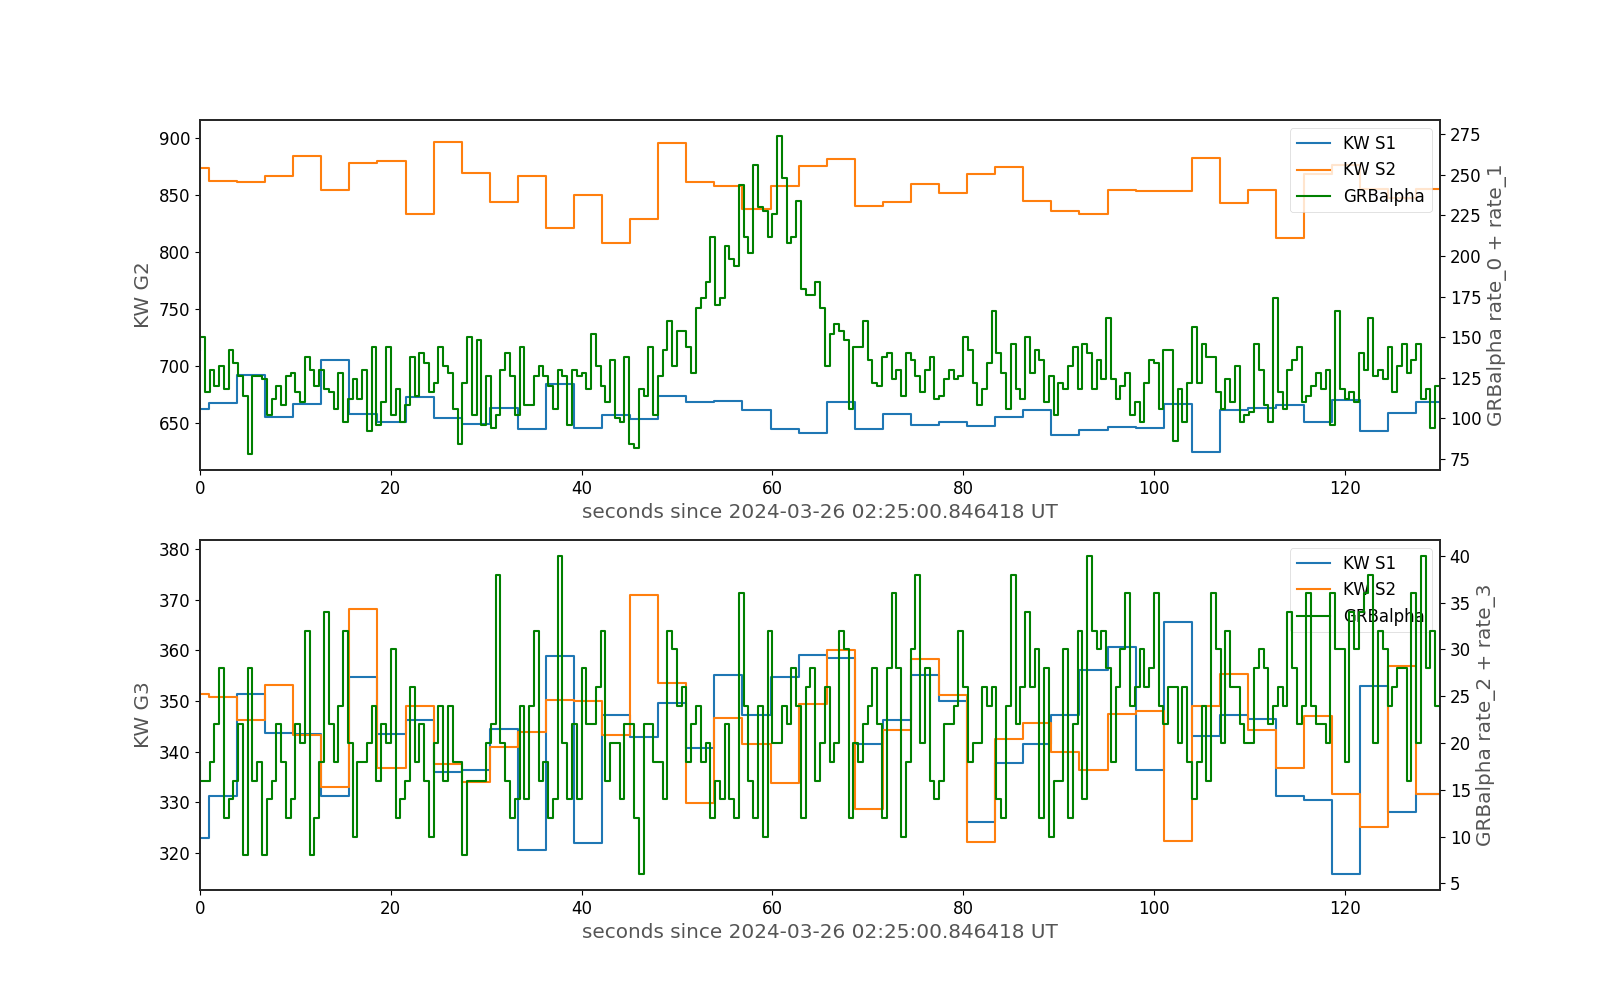 900
850
800
750
700
650
KW G2
KW S1
KW S2
GRBalpha
275
250
225
200
175
150
125
100
75
GRBalpha rate_0 + rate_1
0 20 40 60 80 100 120
seconds since 2024-03-26 02:25:00.846418 UT
380
370
360
350
340
330
320
KW G3
KW S1
KW S2
GRBalpha
40
35
30
25
20
15
10
5
GRBalpha rate_2 + rate_3
0 20 40 60 80 100 120
seconds since 2024-03-26 02:25:00.846418 UT